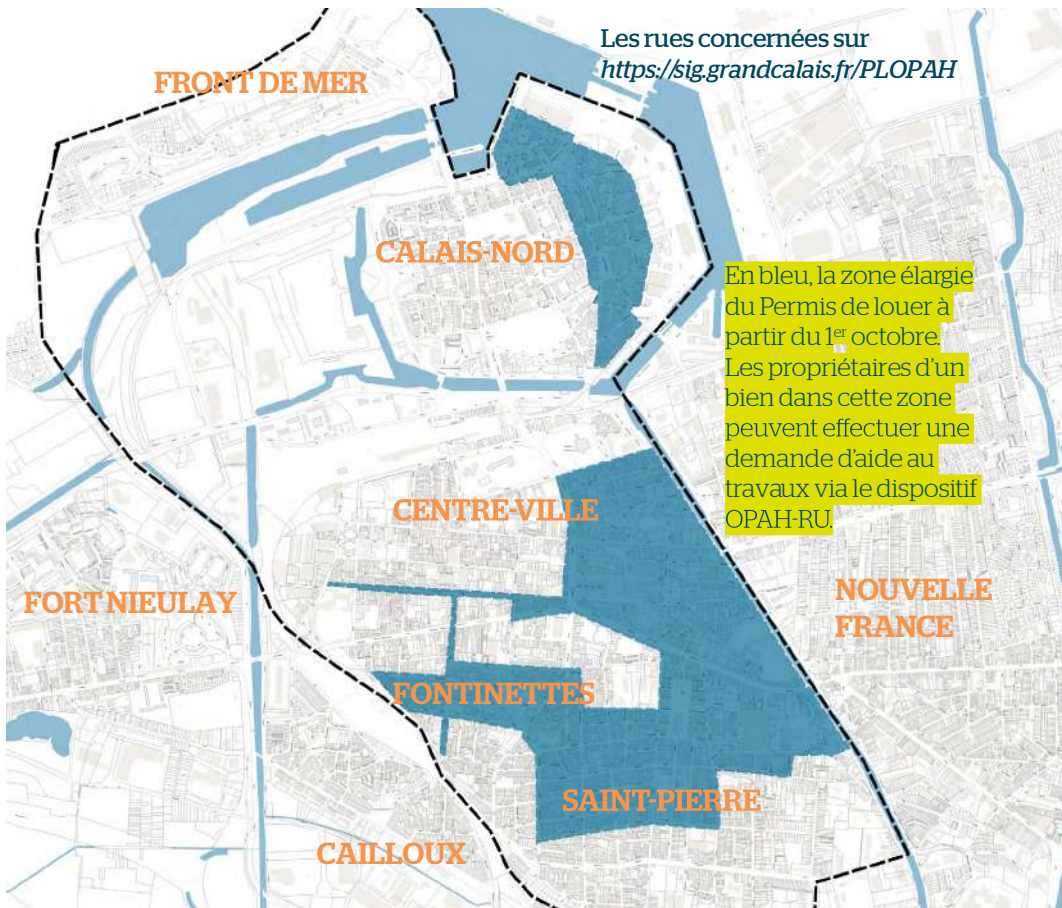 Les rues concernées sur
https://sig.grandcalais.fr/PLOPAH
FRONT DE MER
CALAIS-NORD
En bleu, la zone élargie
du Permis de louer à
partir du 1er octobre.
Les propriétaires d'un
bien dans cette zone
peuvent effectuer une
demande d'aide au
travaux via le dispositif
OPAH-RU.
CENTRE-VILLE
FORT NIEULAY
NOUVELLE
FRANCE
FONTINETTES
SAINT-PIERRE
CAILLOUX